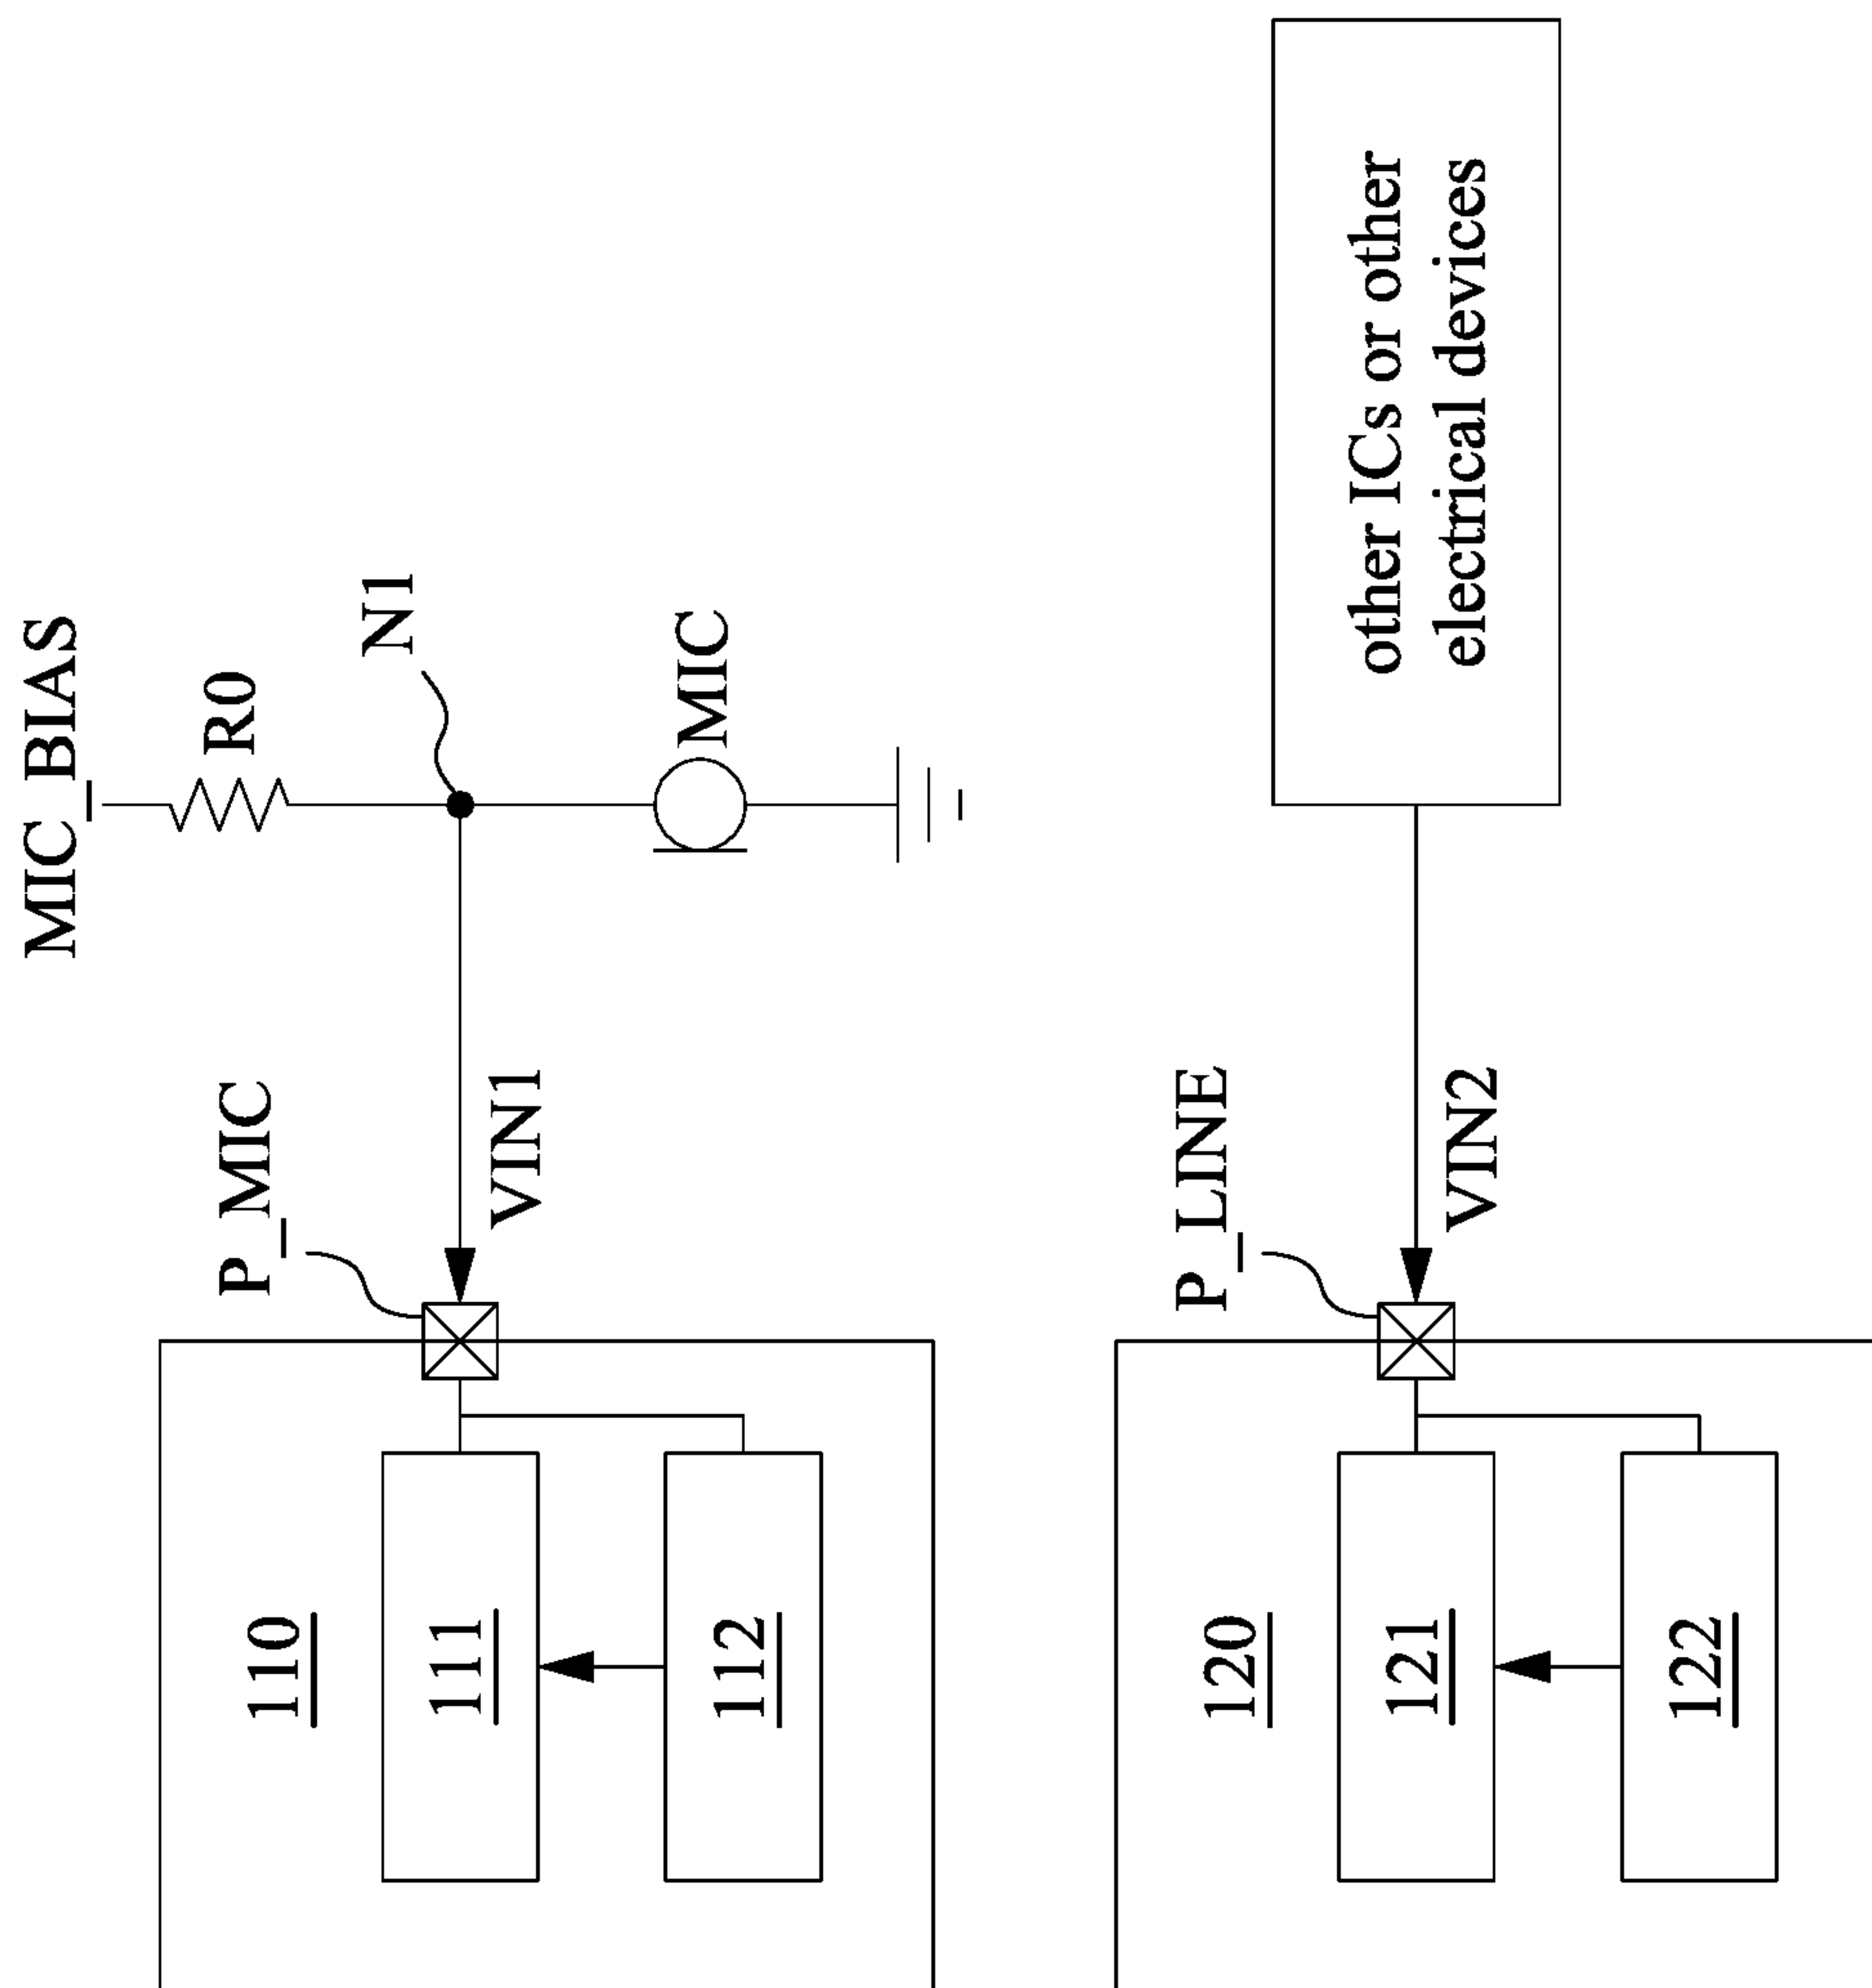 MIC_BIAS
R0
N1
MIC
P_MIC
VIN1
110
111
112
other ICs or other
electrical devices
P_LINE
VIN2
120
121
122